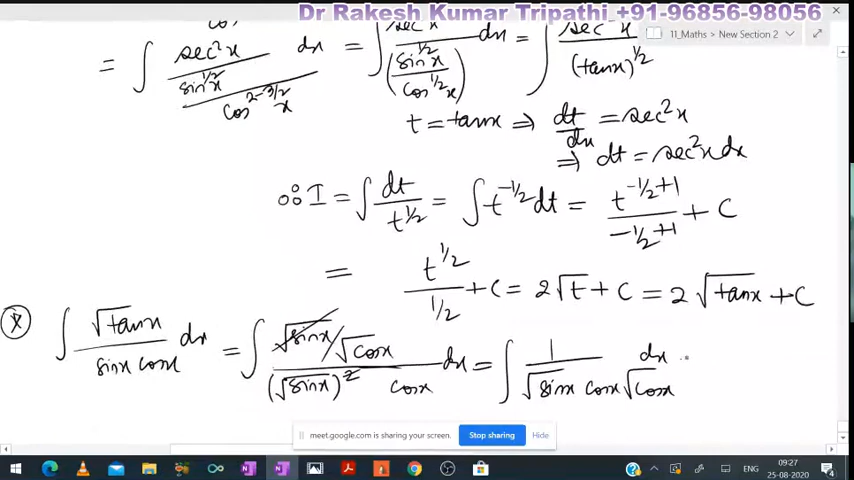 Dr Rakesh Kumar Tripathi +91-96856-98056
11_Maths > New Section 2
= ∫ sec²x / (sin^1/2 x / cos^2-3/2 x) dx = ∫ sec²x / (sin^1/2 x / cos^1/2 x) dx = ∫ sec²x / (tanx)^1/2
t = tanx ⇒ dt/dx = sec²x
⇒ dt = sec²x dx
∴ I = ∫ dt / t^1/2 = ∫ t^-1/2 dt = t^-1/2+1 / -1/2+1 + C
= t^1/2 / 1/2 + C = 2√t + C = 2√tanx + C
* ∫ √tanx / sinx cosx dx = ∫ √sinx/√cosx / (√sinx)² cosx dx = ∫ 1 / √sinx cosx √cosx dx
meet.google.com is sharing your screen. Stop sharing Hide
ENG
09:27
25-08-2020